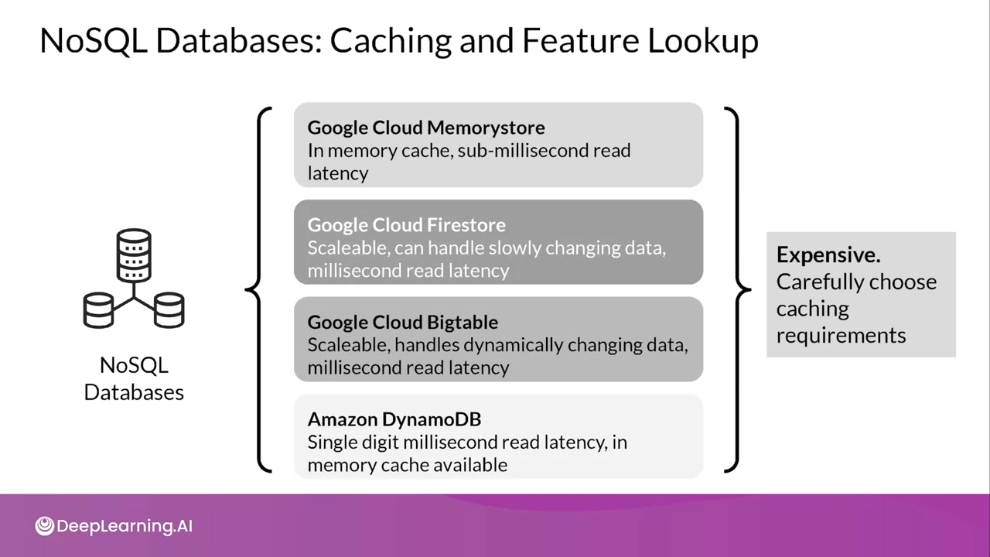 NoSQL Databases: Caching and Feature Lookup
Google Cloud Memorystore
In memory cache, sub-millisecond read
latency
Google Cloud Firestore
Scaleable, can handle slowly changing data,
millisecond read latency
Google Cloud Bigtable
Scaleable, handles dynamically changing data,
millisecond read latency
Amazon DynamoDB
Single digit millisecond read latency, in
memory cache available
NoSQL
Databases
Expensive.
Carefully choose
caching
requirements
DeepLearning.AI